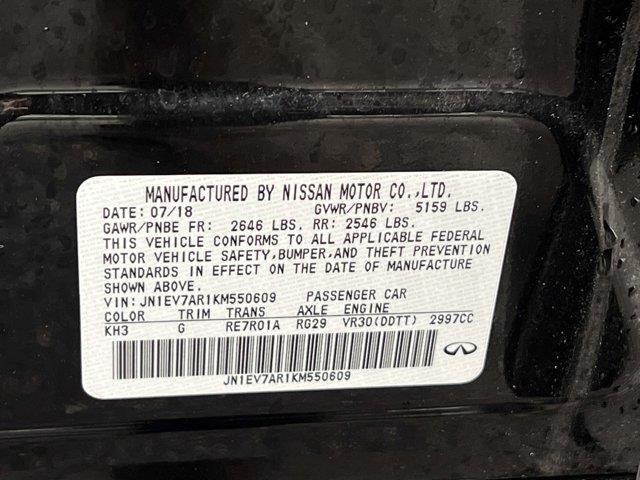 MANUFACTURED BY NISSAN MOTOR CO.,LTD.
DATE: 07/18 GVWR/PNBV: 5159 LBS.
GAWR/PNBE FR: 2646 LBS. RR: 2546 LBS.
THIS VEHICLE CONFORMS TO ALL APPLICABLE FEDERAL
MOTOR VEHICLE SAFETY,BUMPER,AND THEFT PREVENTION
STANDARDS IN EFFECT ON THE DATE OF MANUFACTURE
SHOWN ABOVE.
VIN: JN1EV7AR1KM550609 PASSENGER CAR
COLOR TRIM TRANS AXLE ENGINE
KH3 G RE7R01A RG29 VR30(DDTT) 2997CC
JN1EV7AR1KM550609